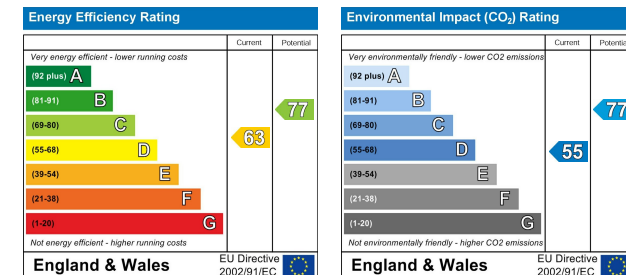 Energy Efficiency Rating
Current Potential
Very energy efficient - lower running costs
(92 plus) A
(81-91) B
(69-80) C
(55-68) D
(39-54) E
(21-38) F
(1-20) G
63
77
Not energy efficient - higher running costs
England & Wales
EU Directive
2002/91/EC
Environmental Impact (CO₂) Rating
Current Potential
Very environmentally friendly - lower CO2 emissions
(92 plus) A
(81-91) B
(69-80) C
(55-68) D
(39-54) E
(21-38) F
(1-20) G
55
77
Not environmentally friendly - higher CO2 emissions
England & Wales
EU Directive
2002/91/EC